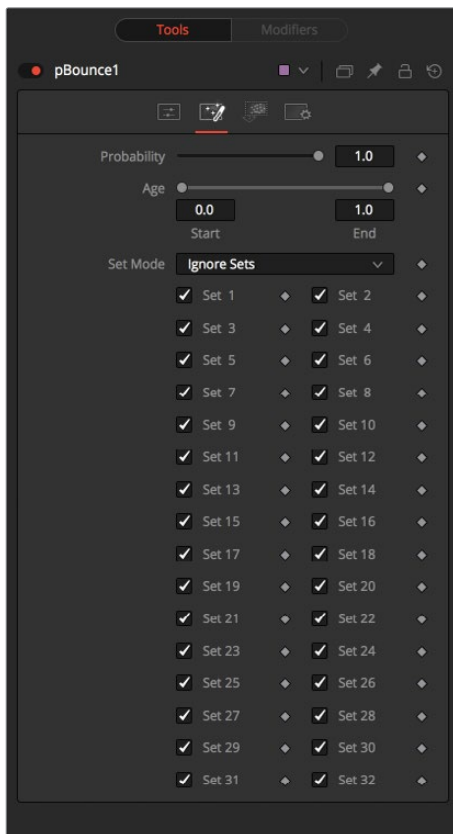 Tools Modifiers
pBounce1
Probability 1.0
Age
0.0 1.0
Start End
Set Mode Ignore Sets
Set 1 Set 2
Set 3 Set 4
Set 5 Set 6
Set 7 Set 8
Set 9 Set 10
Set 11 Set 12
Set 13 Set 14
Set 15 Set 16
Set 17 Set 18
Set 19 Set 20
Set 21 Set 22
Set 23 Set 24
Set 25 Set 26
Set 27 Set 28
Set 29 Set 30
Set 31 Set 32